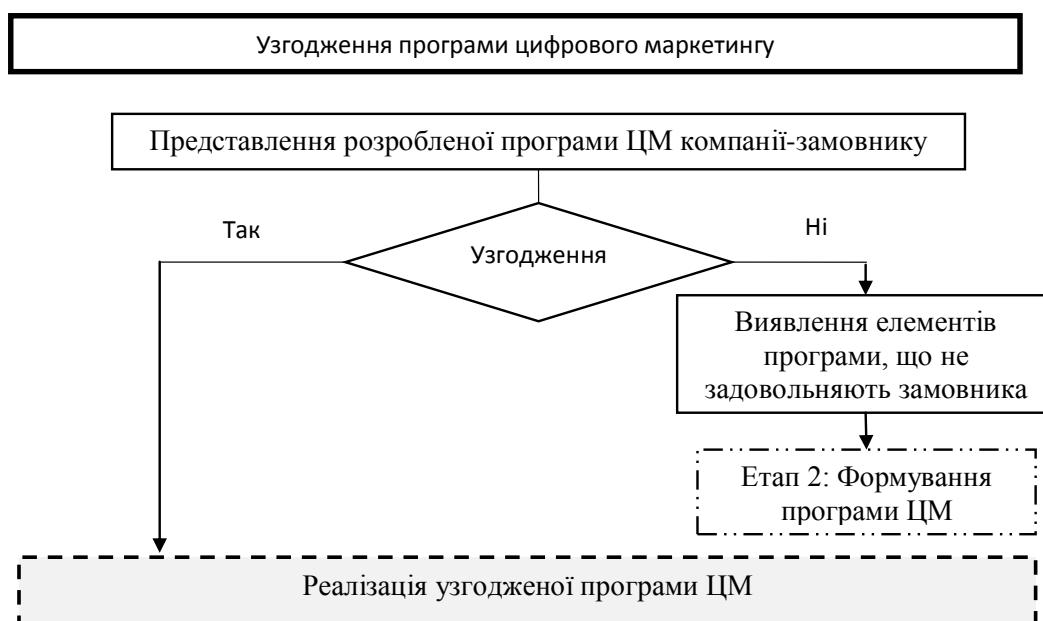 Узгодження програми цифрового маркетингу
Представлення розробленої програми ЦМ компанії-замовнику
Так
Ні
Узгодження
Виявлення елементів
програми, що не
задовольняють замовника
Етап 2: Формування
програми ЦМ
Реалізація узгодженої програми ЦМ